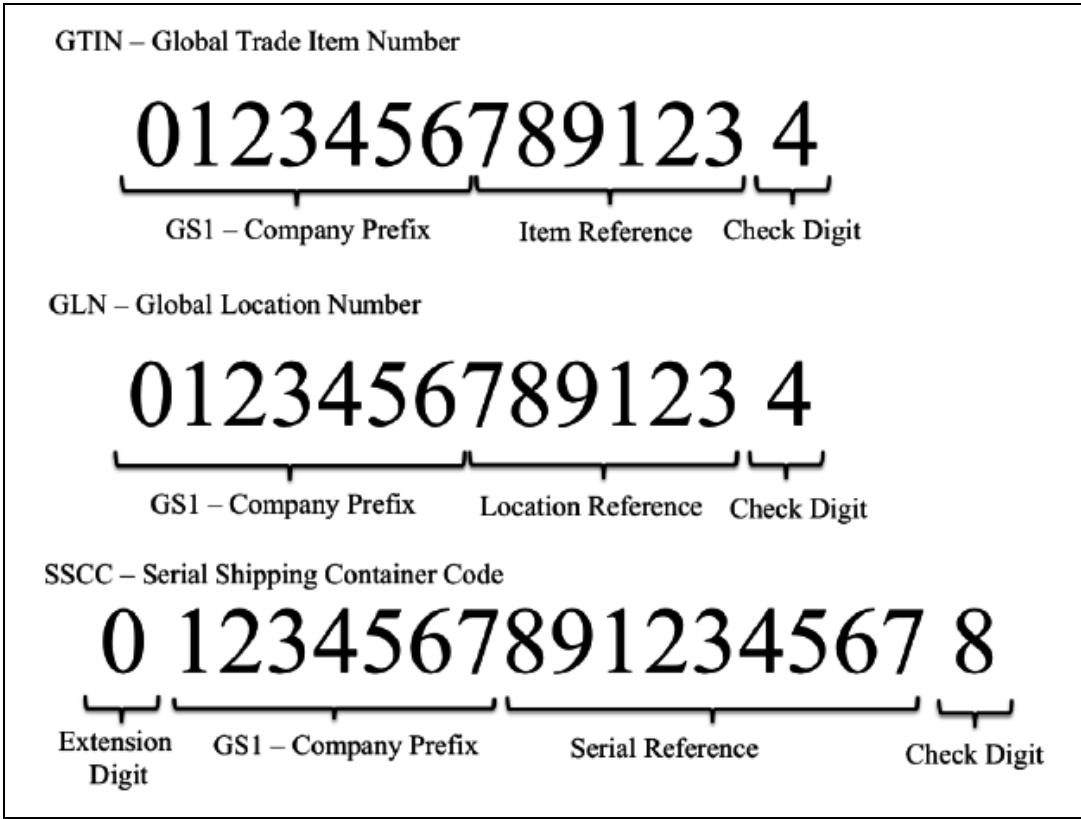 GTIN – Global Trade Item Number
0123456789123 4
GS1 – Company Prefix Item Reference Check Digit
GLN – Global Location Number
0123456789123 4
GS1 – Company Prefix Location Reference Check Digit
SSCC – Serial Shipping Container Code
0 1234567891234567 8
Extension Digit GS1 – Company Prefix Serial Reference Check Digit